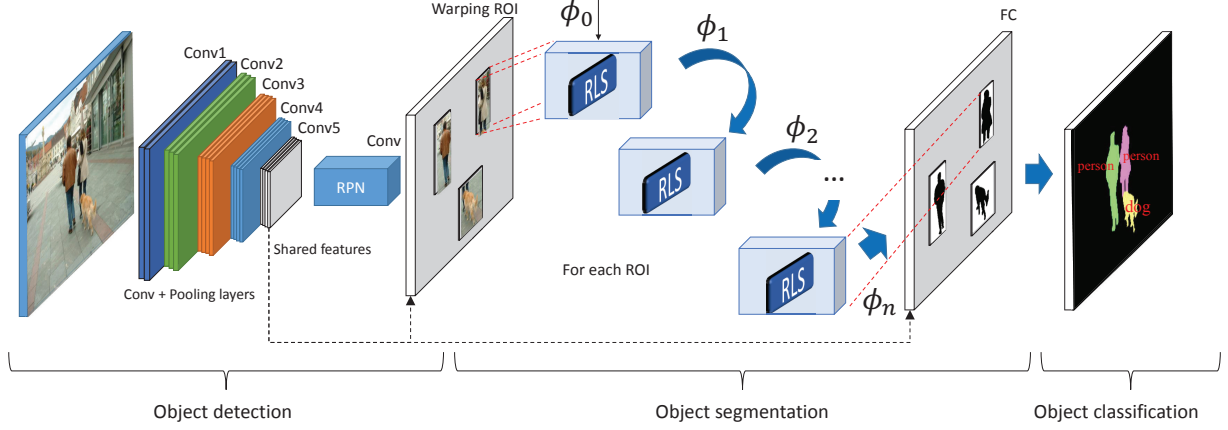 Warping ROI
ϕ0
ϕ1
FC
Conv1
Conv2
Conv3
Conv4
Conv5
Conv
RPN
RLS
RLS
ϕ2
...
RLS
person
person
dog
Shared features
For each ROI
Conv + Pooling layers
ϕn
Object detection
Object segmentation
Object classification